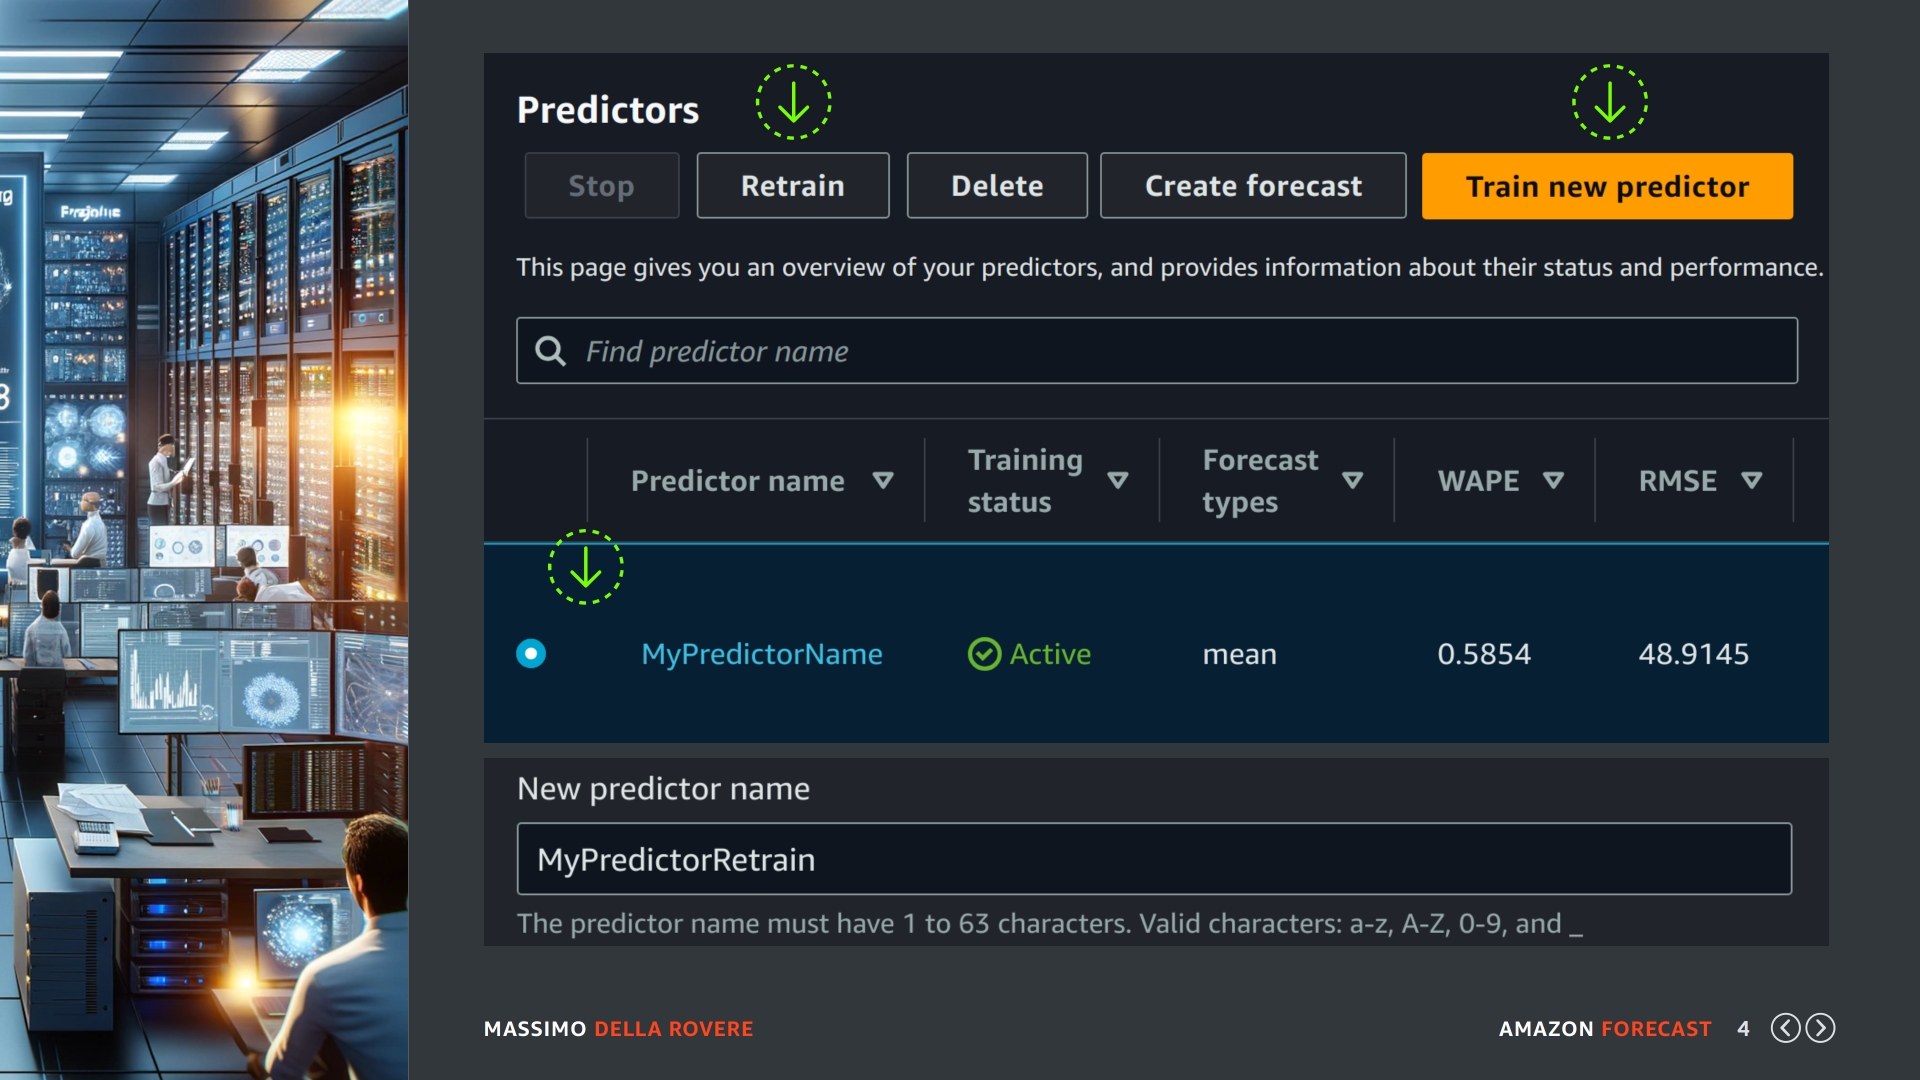 Predictors
Stop
Retrain
Delete
Create forecast
Train new predictor
This page gives you an overview of your predictors, and provides information about their status and performance.
Find predictor name
Predictor name
Training status
Forecast types
WAPE
RMSE
MyPredictorName
Active
mean
0.5854
48.9145
New predictor name
MyPredictorRetrain
The predictor name must have 1 to 63 characters. Valid characters: a-z, A-Z, 0-9, and _
MASSIMO DELLA ROVERE
AMAZON FORECAST 4